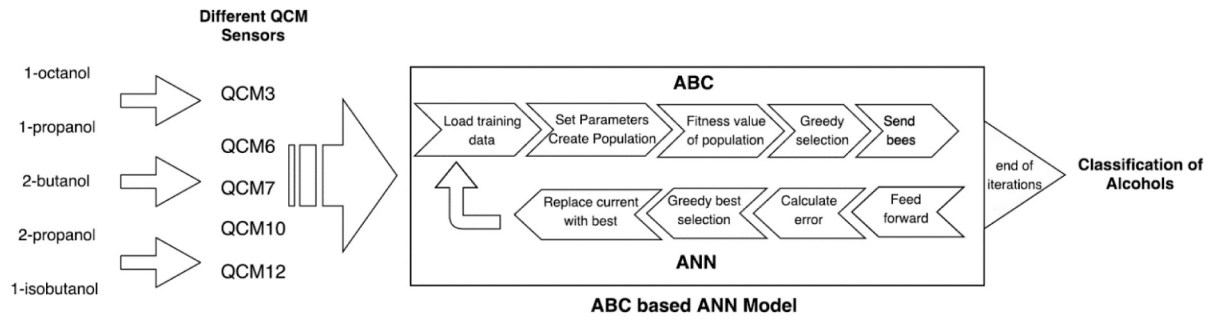 Different QCM
Sensors
1-octanol
1-propanol
2-butanol
2-propanol
1-isobutanol
QCM3
QCM6
QCM7
QCM10
QCM12
ABC
Load training
data
Set Parameters
Create Population
Fitness value
of population
Greedy
selection
Send
bees
Feed
forward
Calculate
error
Greedy best
selection
Replace current
with best
ANN
ABC based ANN Model
end of
iterations
Classification of
Alcohols